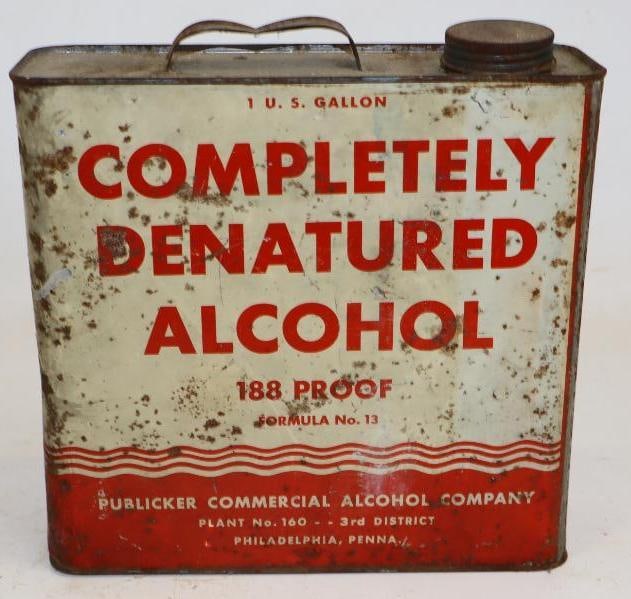 1 U. S. GALLON
COMPLETELY
DENATURED
ALCOHOL
188 PROOF
FORMULA No. 13
PUBLICKER COMMERCIAL ALCOHOL COMPANY
PLANT No. 160 - - 3rd DISTRICT
PHILADELPHIA, PENNA.